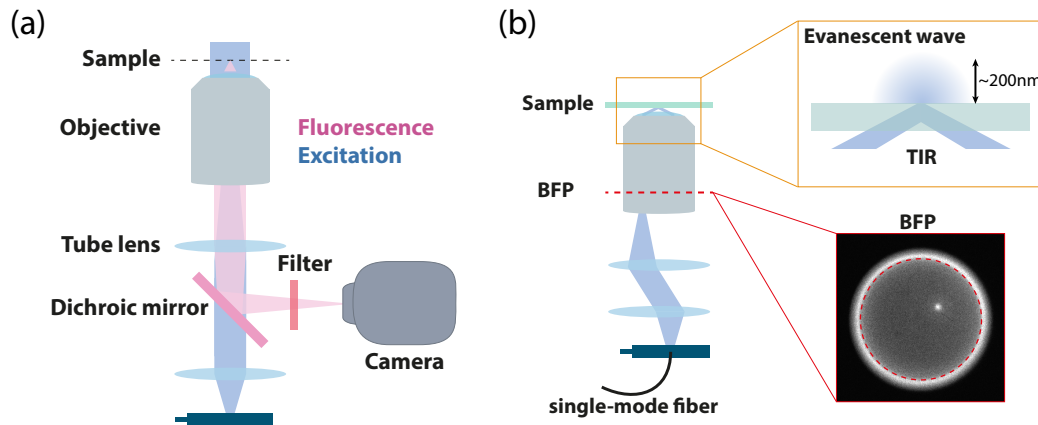 (a)
Sample
Objective
Fluorescence
Excitation
Tube lens
Filter
Dichroic mirror
Camera
(b)
Evanescent wave
~200nm
Sample
TIR
BFP
BFP
single-mode fiber